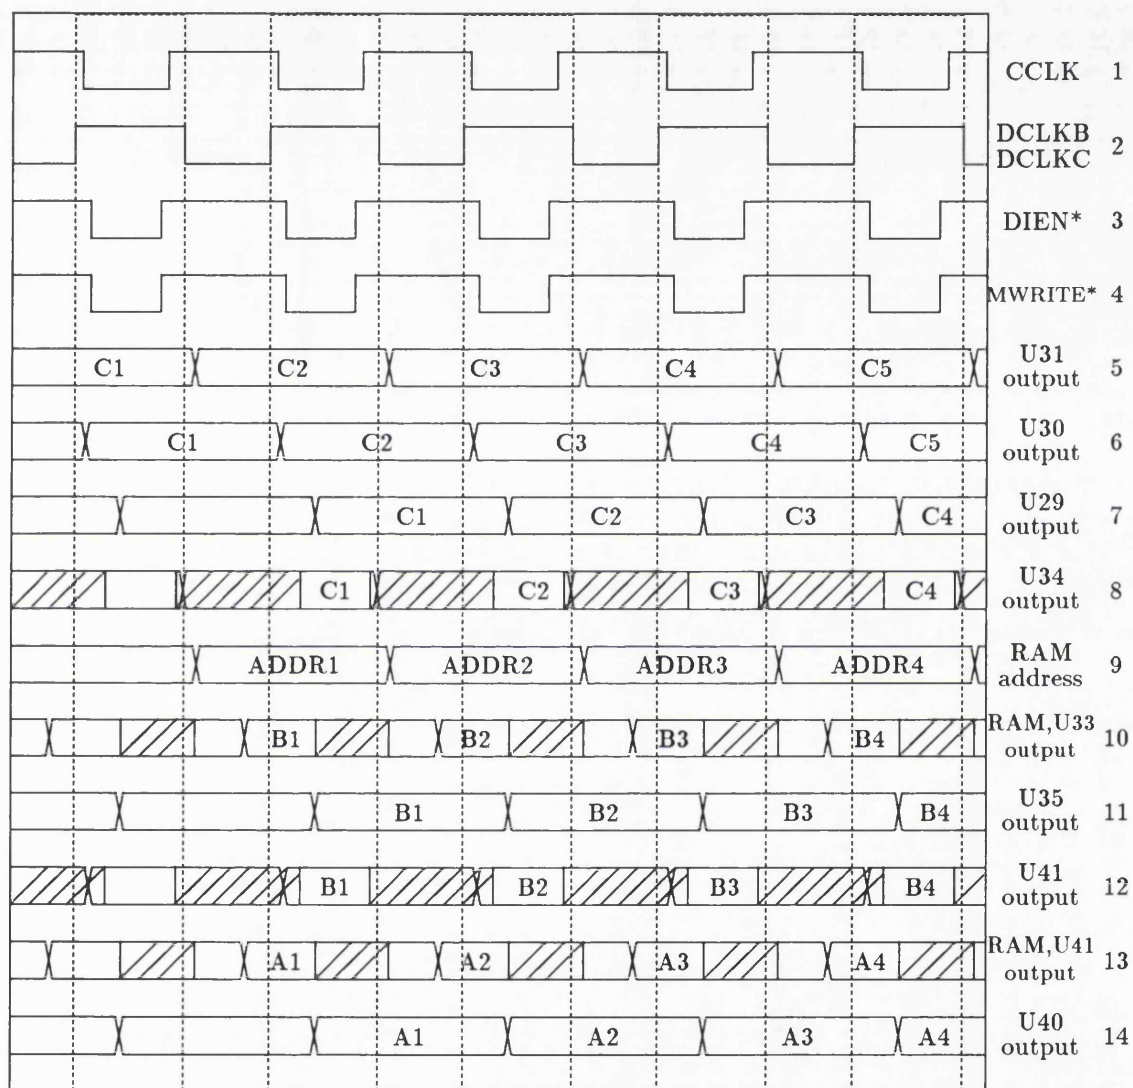 CCLK 1
DCLKB
DCLKC 2
DIEN* 3
MWRITE* 4
C1 C2 C3 C4 C5 U31 output 5
C1 C2 C3 C4 C5 U30 output 6
C1 C2 C3 C4 U29 output 7
C1 C2 C3 C4 U34 output 8
ADDR1 ADDR2 ADDR3 ADDR4 RAM address 9
B1 B2 B3 B4 RAM,U33 output 10
B1 B2 B3 B4 U35 output 11
B1 B2 B3 B4 U41 output 12
A1 A2 A3 A4 RAM,U41 output 13
A1 A2 A3 A4 U40 output 14